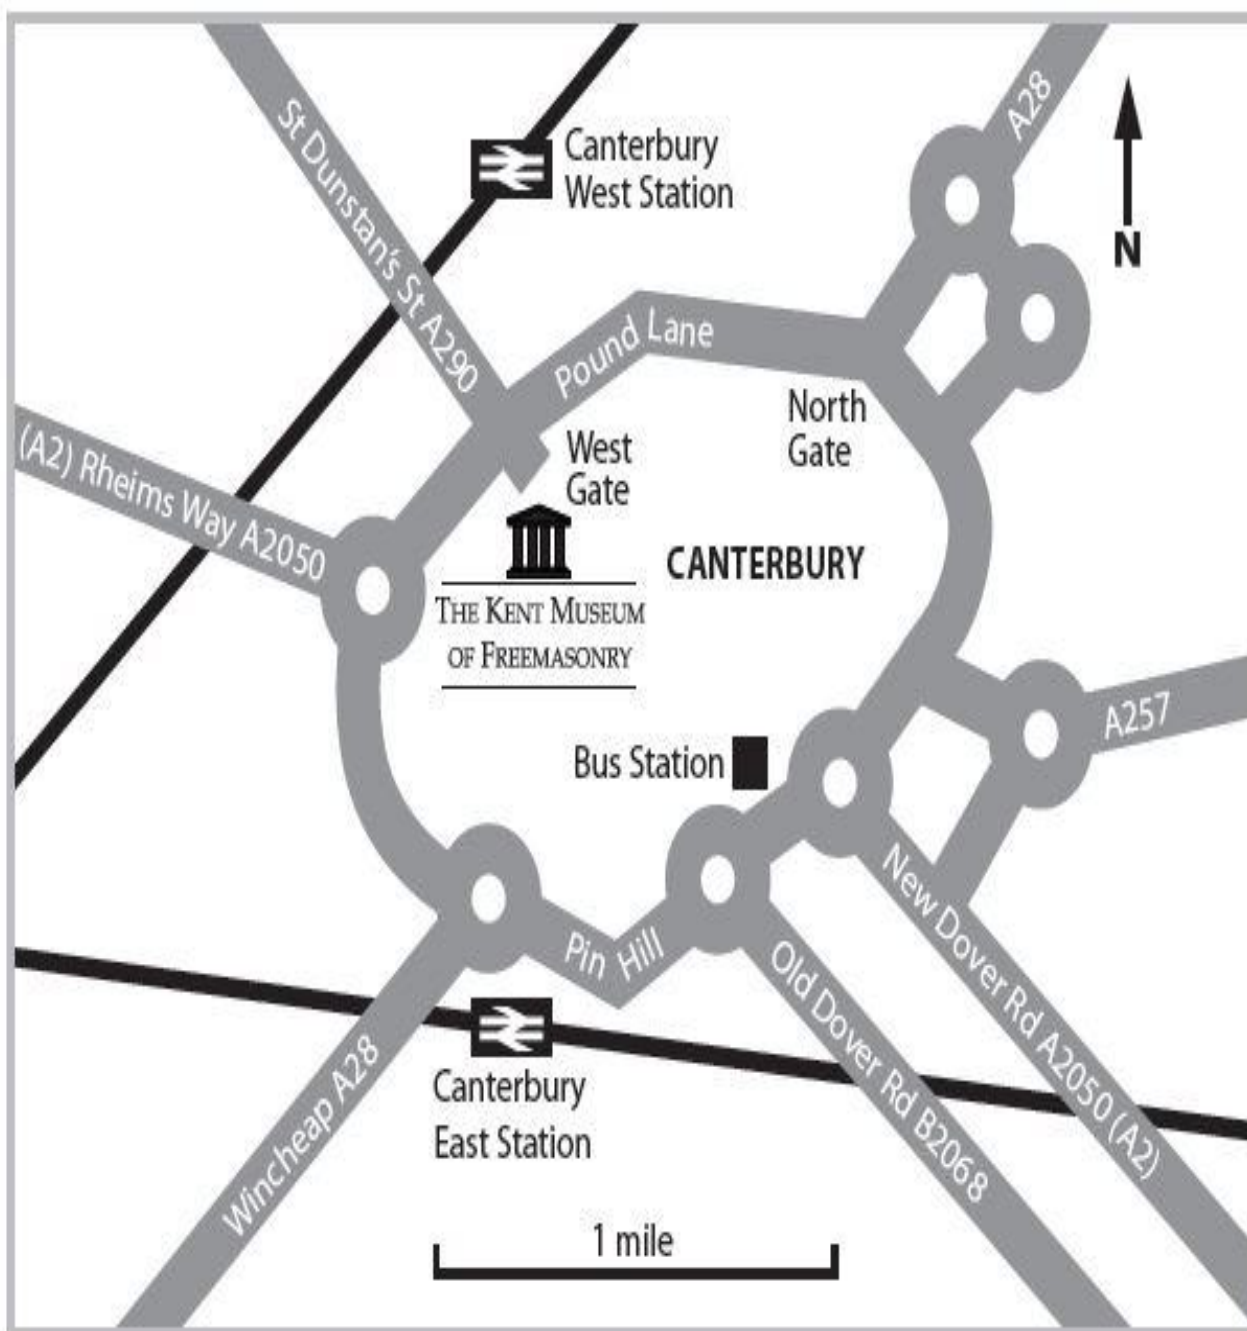 A28
St Dunstan's St A290
Canterbury
West Station
N
Pound Lane
North
Gate
West
Gate
(A2) Rheims Way A2050
CANTERBURY
THE KENT MUSEUM
OF FREEMASONRY
A257
Bus Station
New Dover Rd A2050 (A2)
Pin Hill
Old Dover Rd B2068
Wincheap A28
Canterbury
East Station
1 mile